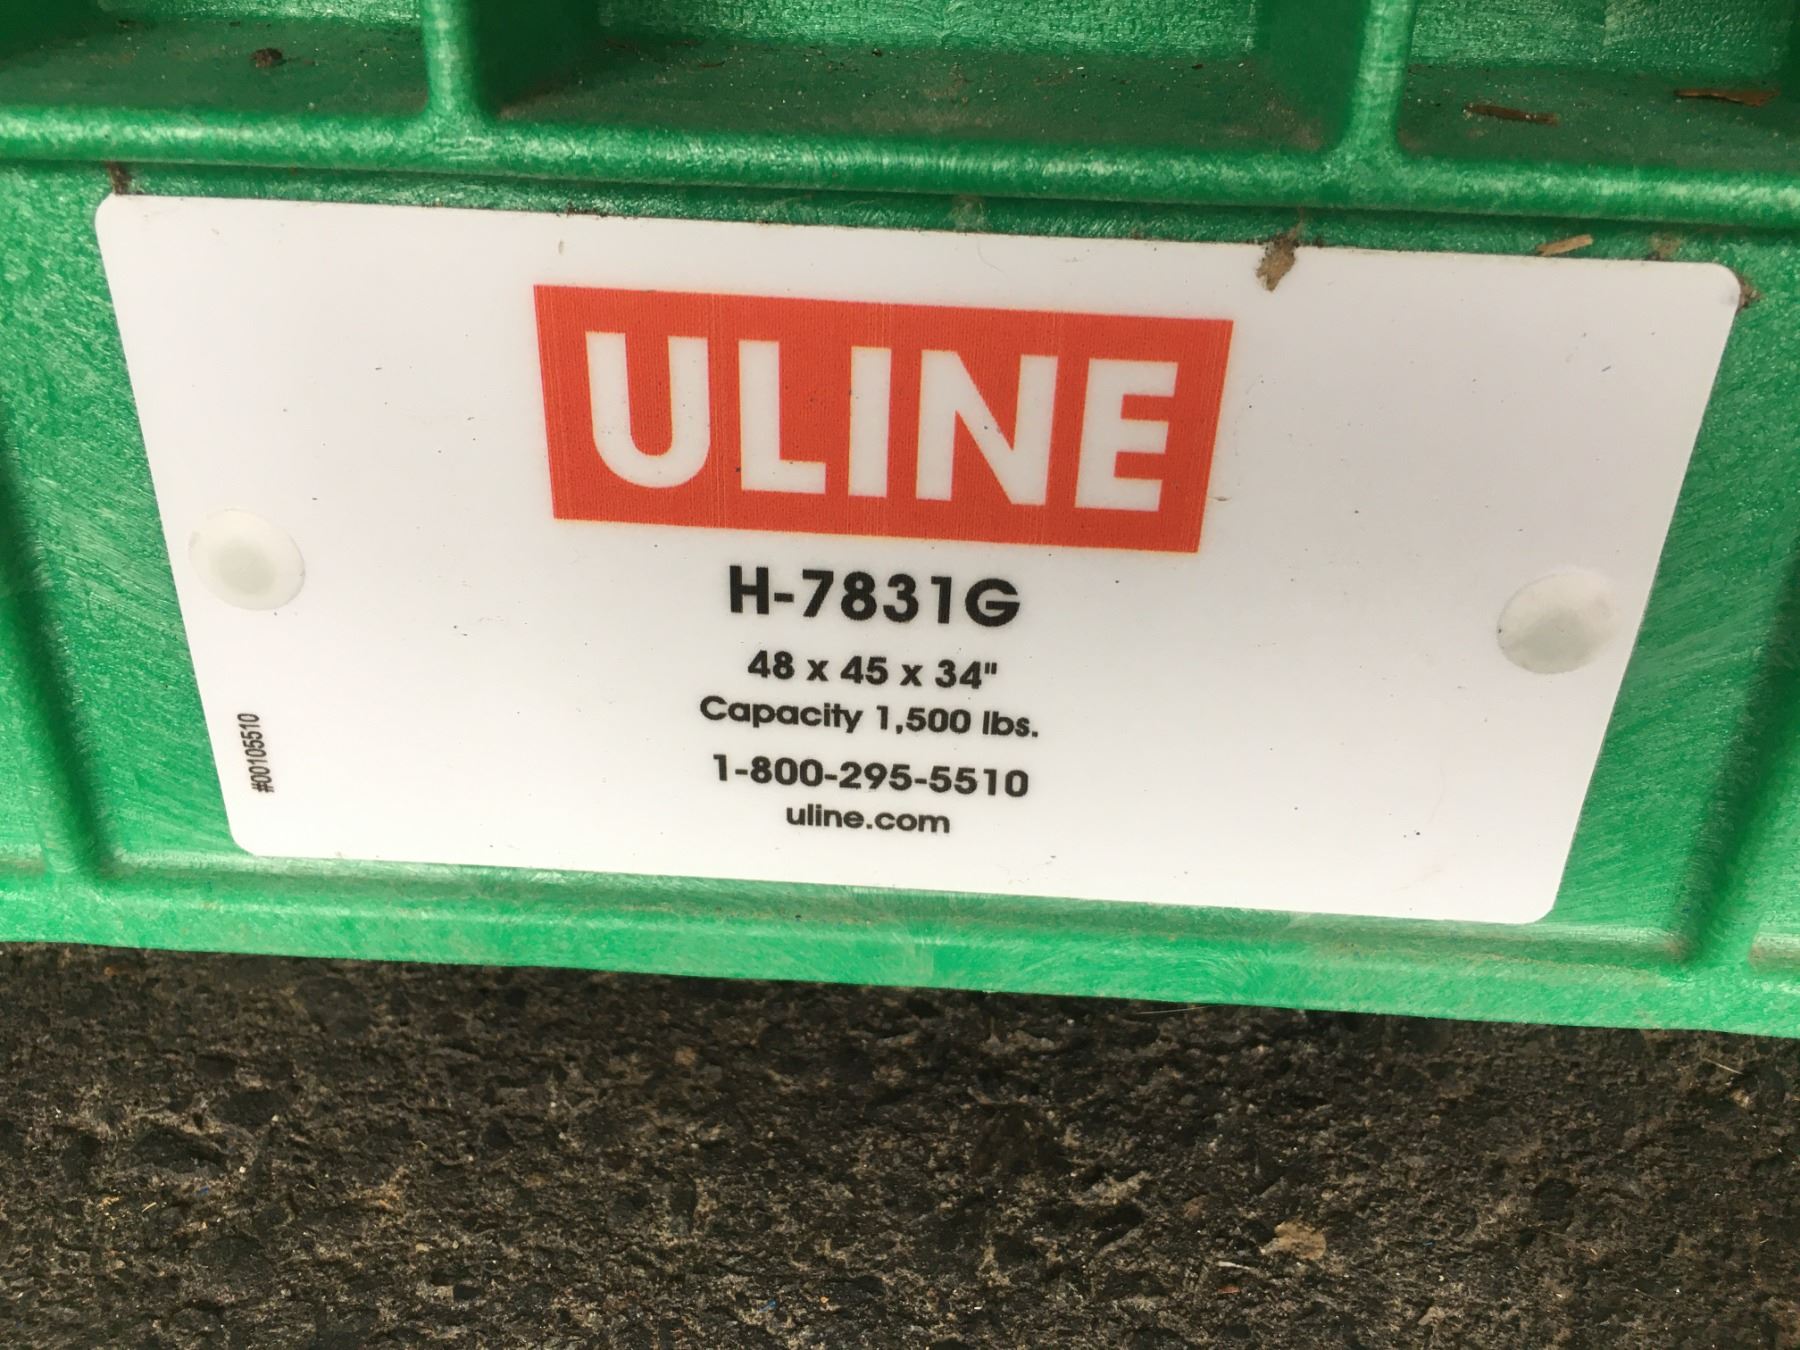 ULINE
H-7831G
48 x 45 x 34"
Capacity 1,500 lbs.
1-800-295-5510
uline.com
#00105510